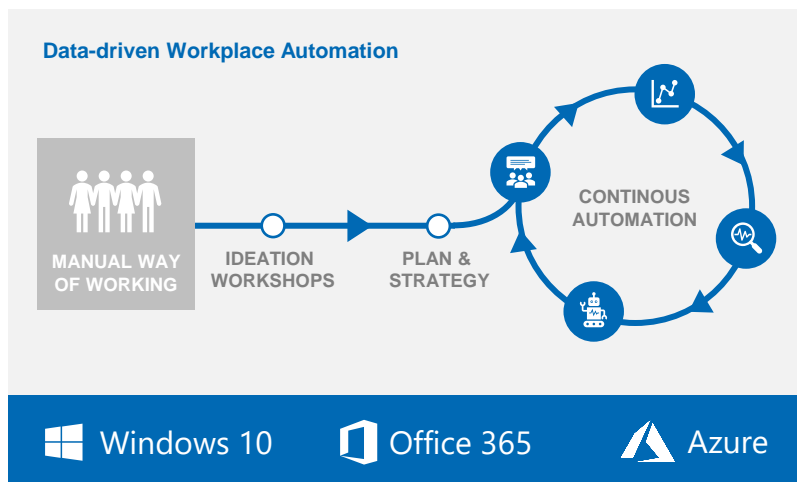 Data-driven Workplace Automation
MANUAL WAY
OF WORKING
IDEATION
WORKSHOPS
PLAN &
STRATEGY
CONTINOUS
AUTOMATION
Windows 10
Office 365
Azure